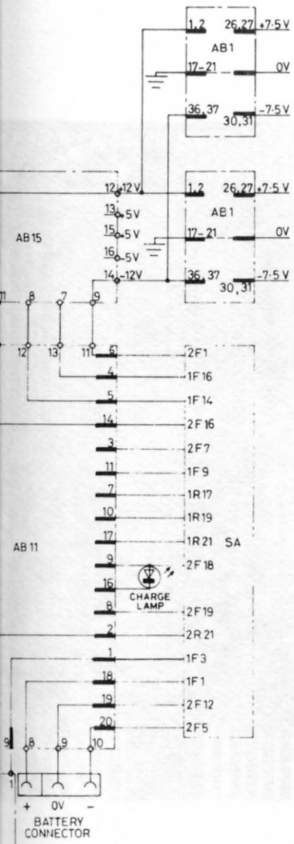 1,2 26,27 +7·5 V
AB1
17-21 0V
36,37 30,31 -7·5 V
12 +12V
1,2 26,27 +7·5 V
13 +5V
AB1
AB15
15 -5V
17-21 0V
16 -5V
14 -12V
36,37 30,31 -7·5 V
11 8 7 9
12 13 11
6 2F1
4 1F16
5 1F14
14 2F16
3 2F7
11 1F9
7 1R17
10 1R19
17 1R21
AB11 SA
9 2F18
16
CHARGE
LAMP
8 2F19
2 2R21
1 1F3
18 1F1
19 2F12
20 2F5
9 8 9 10
1
+ 0V -
BATTERY
CONNECTOR